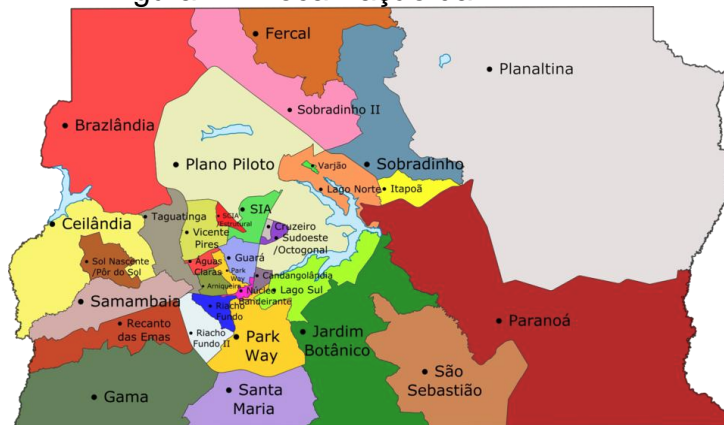 Fercal
Planaltina
Sobradinho II
Brazlândia
Plano Piloto
Varjão
Sobradinho
Lago Norte
Itapoã
SIA
Taguatinga
SCIA
/Estrutural
Ceilândia
Cruzeiro
Vicente
Pires
Sudoeste
/Octogonal
Sol Nascente
/Pôr do Sol
Águas
Claras
Guará
Park
Way
Candangolândia
Arniqueira
Núcleo
Bandeirante
Lago Sul
Samambaia
Riacho
Fundo
Paranoá
Recanto
das Emas
Riacho
Fundo II
Park
Way
Jardim
Botânico
São
Sebastião
Gama
Santa
Maria